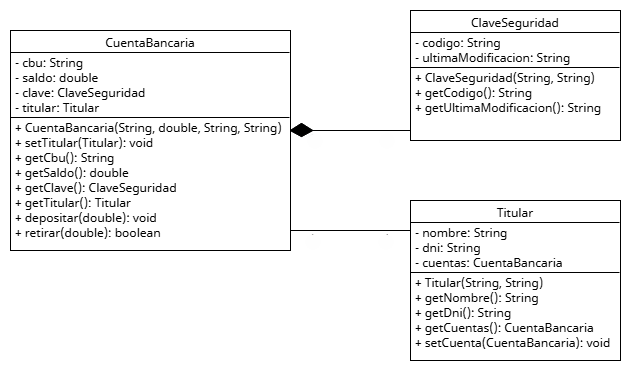 CuentaBancaria
- cbu: String
- saldo: double
- clave: ClaveSeguridad
- titular: Titular
+ CuentaBancaria(String, double, String, String)
+ setTitular(Titular): void
+ getCbu(): String
+ getSaldo(): double
+ getClave(): ClaveSeguridad
+ getTitular(): Titular
+ depositar(double): void
+ retirar(double): boolean
ClaveSeguridad
- codigo: String
- ultimaModificacion: String
+ ClaveSeguridad(String, String)
+ getCodigo(): String
+ getUltimaModificacion(): String
Titular
- nombre: String
- dni: String
- cuentas: CuentaBancaria
+ Titular(String, String)
+ getNombre(): String
+ getDni(): String
+ getCuentas(): CuentaBancaria
+ setCuenta(CuentaBancaria): void